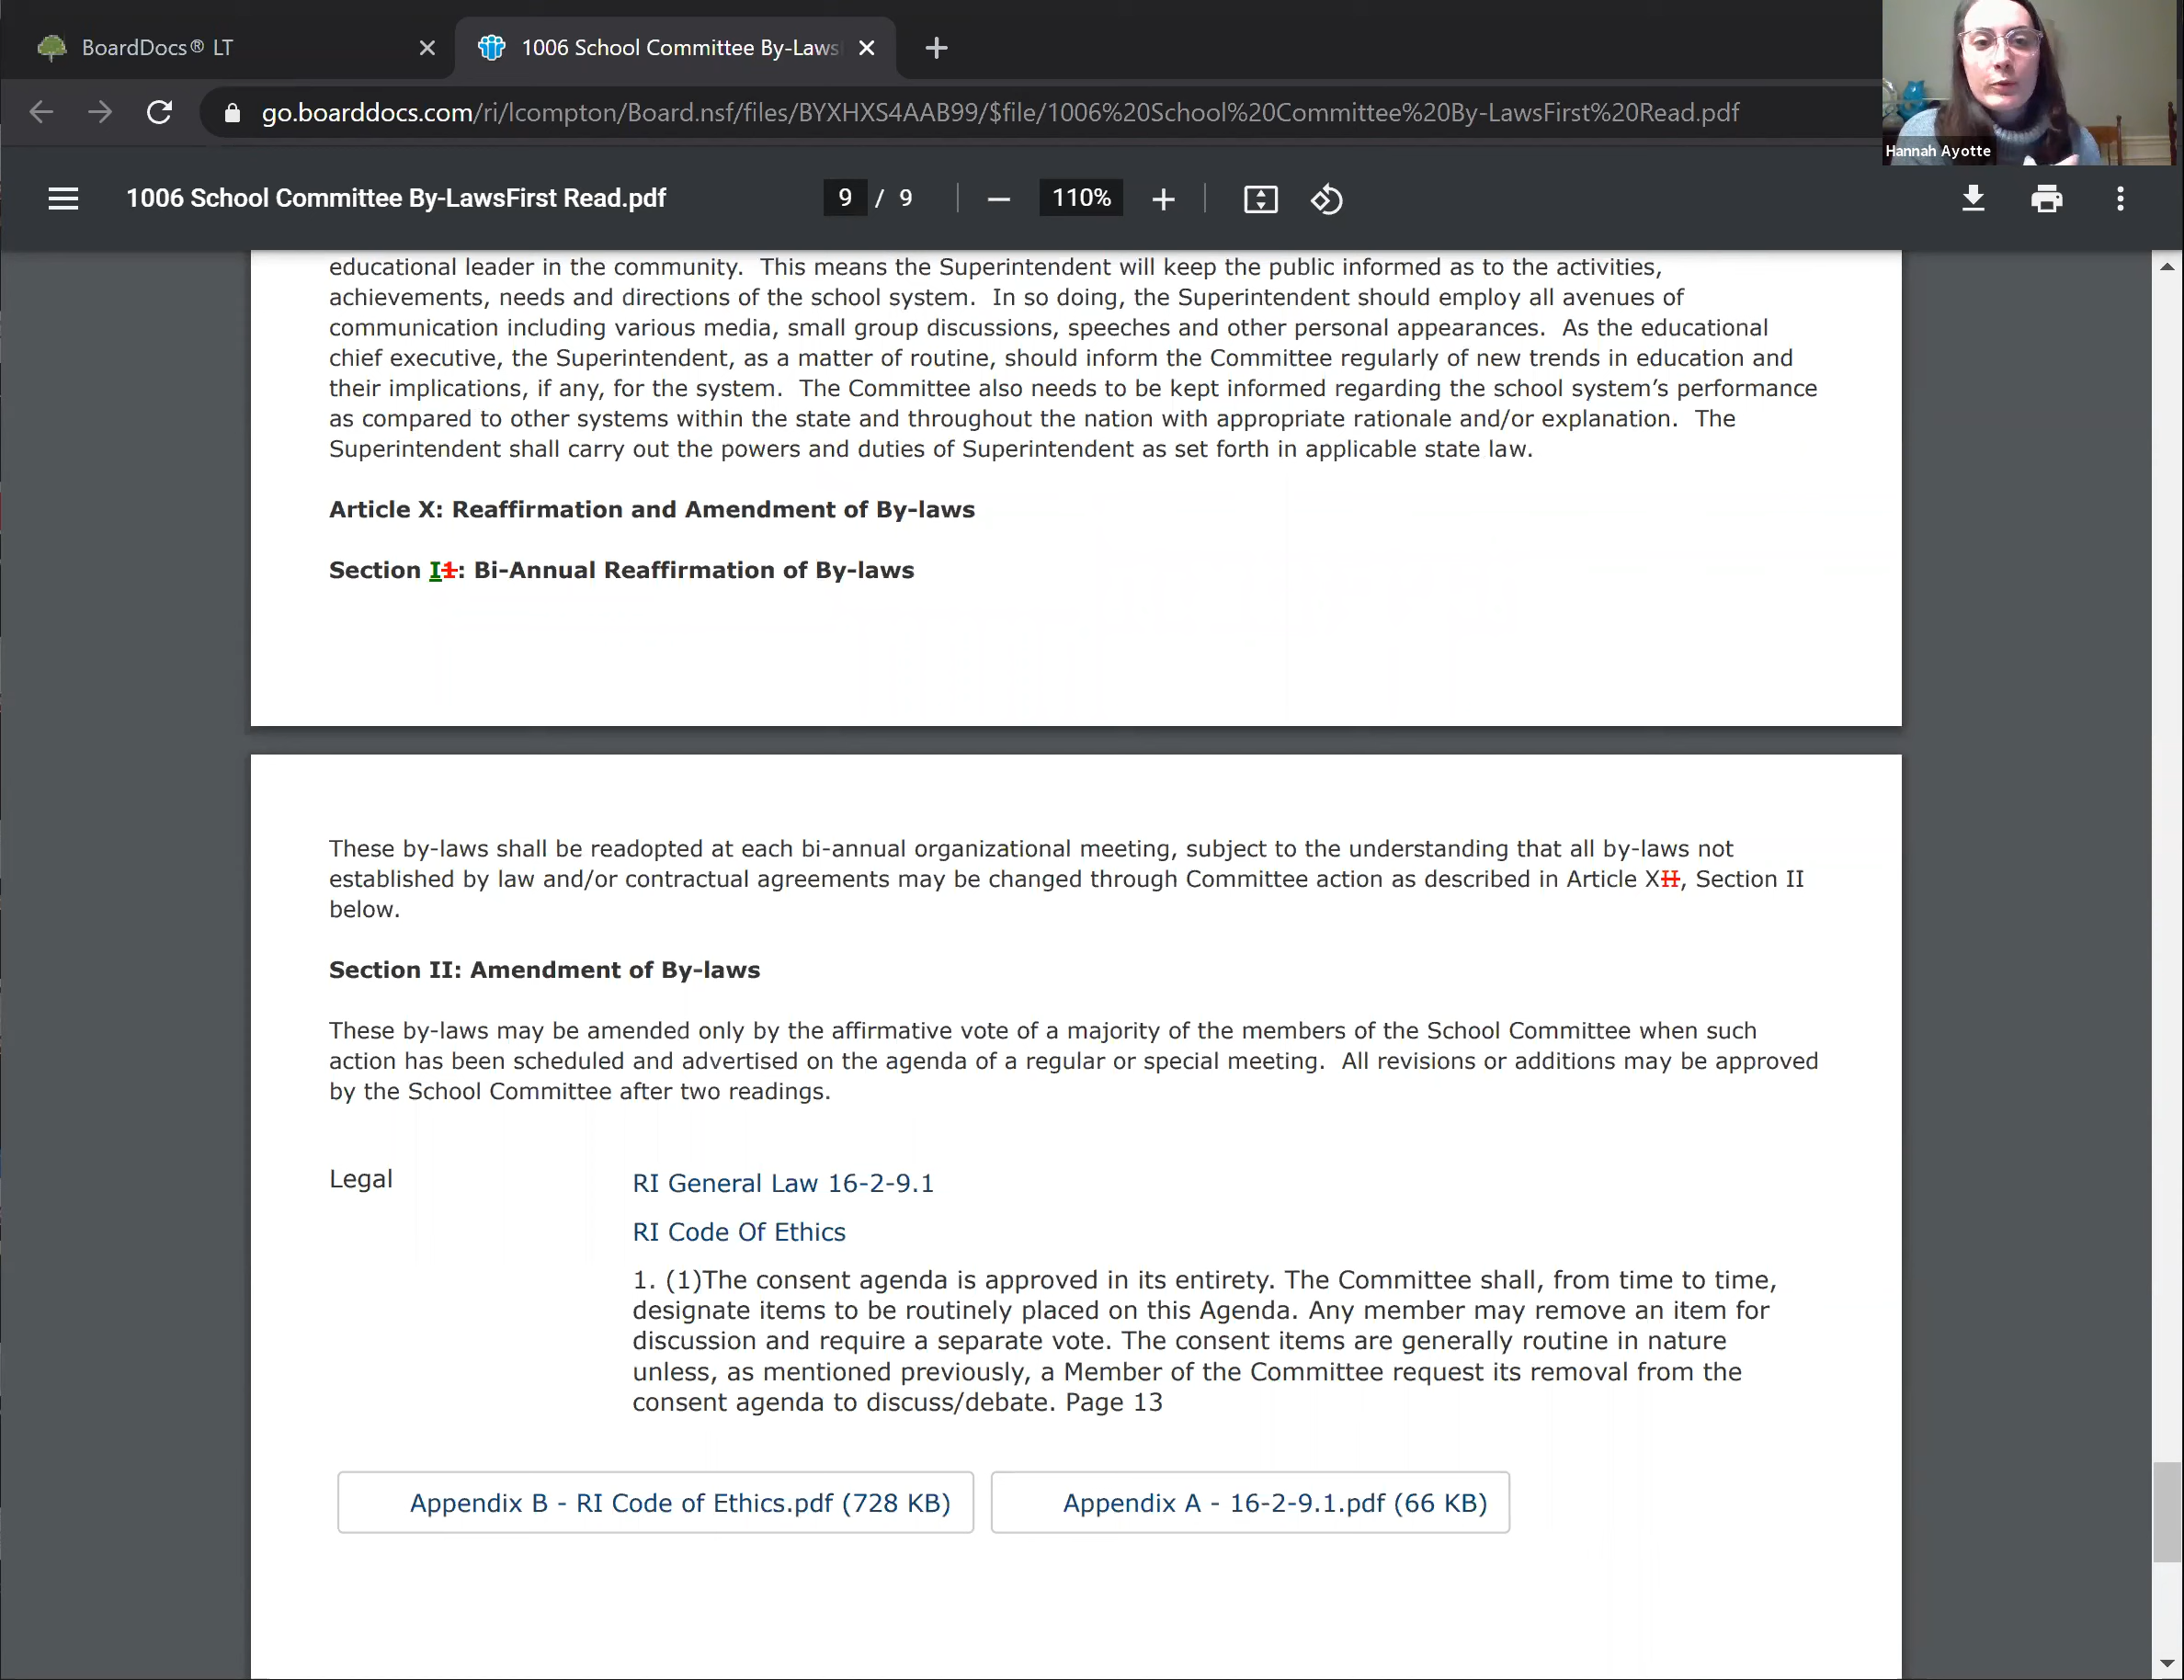 BoardDocs® LT
1006 School Committee By-Laws
go.boarddocs.com/ri/lcompton/Board.nsf/files/BYXHXS4AAB99/$file/1006%20School%20Committee%20By-LawsFirst%20Read.pdf
Hannah Ayotte
1006 School Committee By-LawsFirst Read.pdf
9 / 9
110%
educational leader in the community. This means the Superintendent will keep the public informed as to the activities,
achievements, needs and directions of the school system. In so doing, the Superintendent should employ all avenues of
communication including various media, small group discussions, speeches and other personal appearances. As the educational
chief executive, the Superintendent, as a matter of routine, should inform the Committee regularly of new trends in education and
their implications, if any, for the system. The Committee also needs to be kept informed regarding the school system’s performance
as compared to other systems within the state and throughout the nation with appropriate rationale and/or explanation. The
Superintendent shall carry out the powers and duties of Superintendent as set forth in applicable state law.
Article X: Reaffirmation and Amendment of By-laws
Section I1: Bi-Annual Reaffirmation of By-laws
These by-laws shall be readopted at each bi-annual organizational meeting, subject to the understanding that all by-laws not
established by law and/or contractual agreements may be changed through Committee action as described in Article XII, Section II
below.
Section II: Amendment of By-laws
These by-laws may be amended only by the affirmative vote of a majority of the members of the School Committee when such
action has been scheduled and advertised on the agenda of a regular or special meeting. All revisions or additions may be approved
by the School Committee after two readings.
Legal
RI General Law 16-2-9.1
RI Code Of Ethics
1. (1)The consent agenda is approved in its entirety. The Committee shall, from time to time,
designate items to be routinely placed on this Agenda. Any member may remove an item for
discussion and require a separate vote. The consent items are generally routine in nature
unless, as mentioned previously, a Member of the Committee request its removal from the
consent agenda to discuss/debate. Page 13
Appendix B - RI Code of Ethics.pdf (728 KB)
Appendix A - 16-2-9.1.pdf (66 KB)